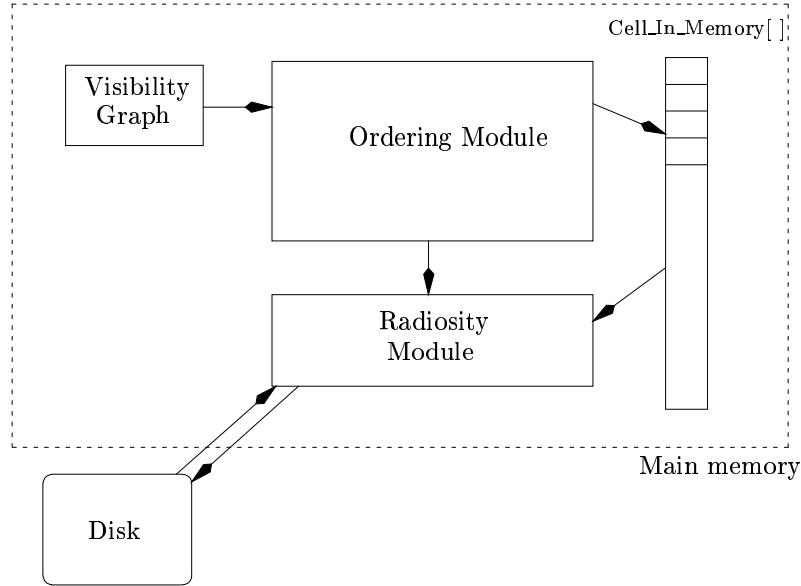 Cell_In_Memory[ ]
Visibility
Graph
Ordering Module
Radiosity
Module
Main memory
Disk